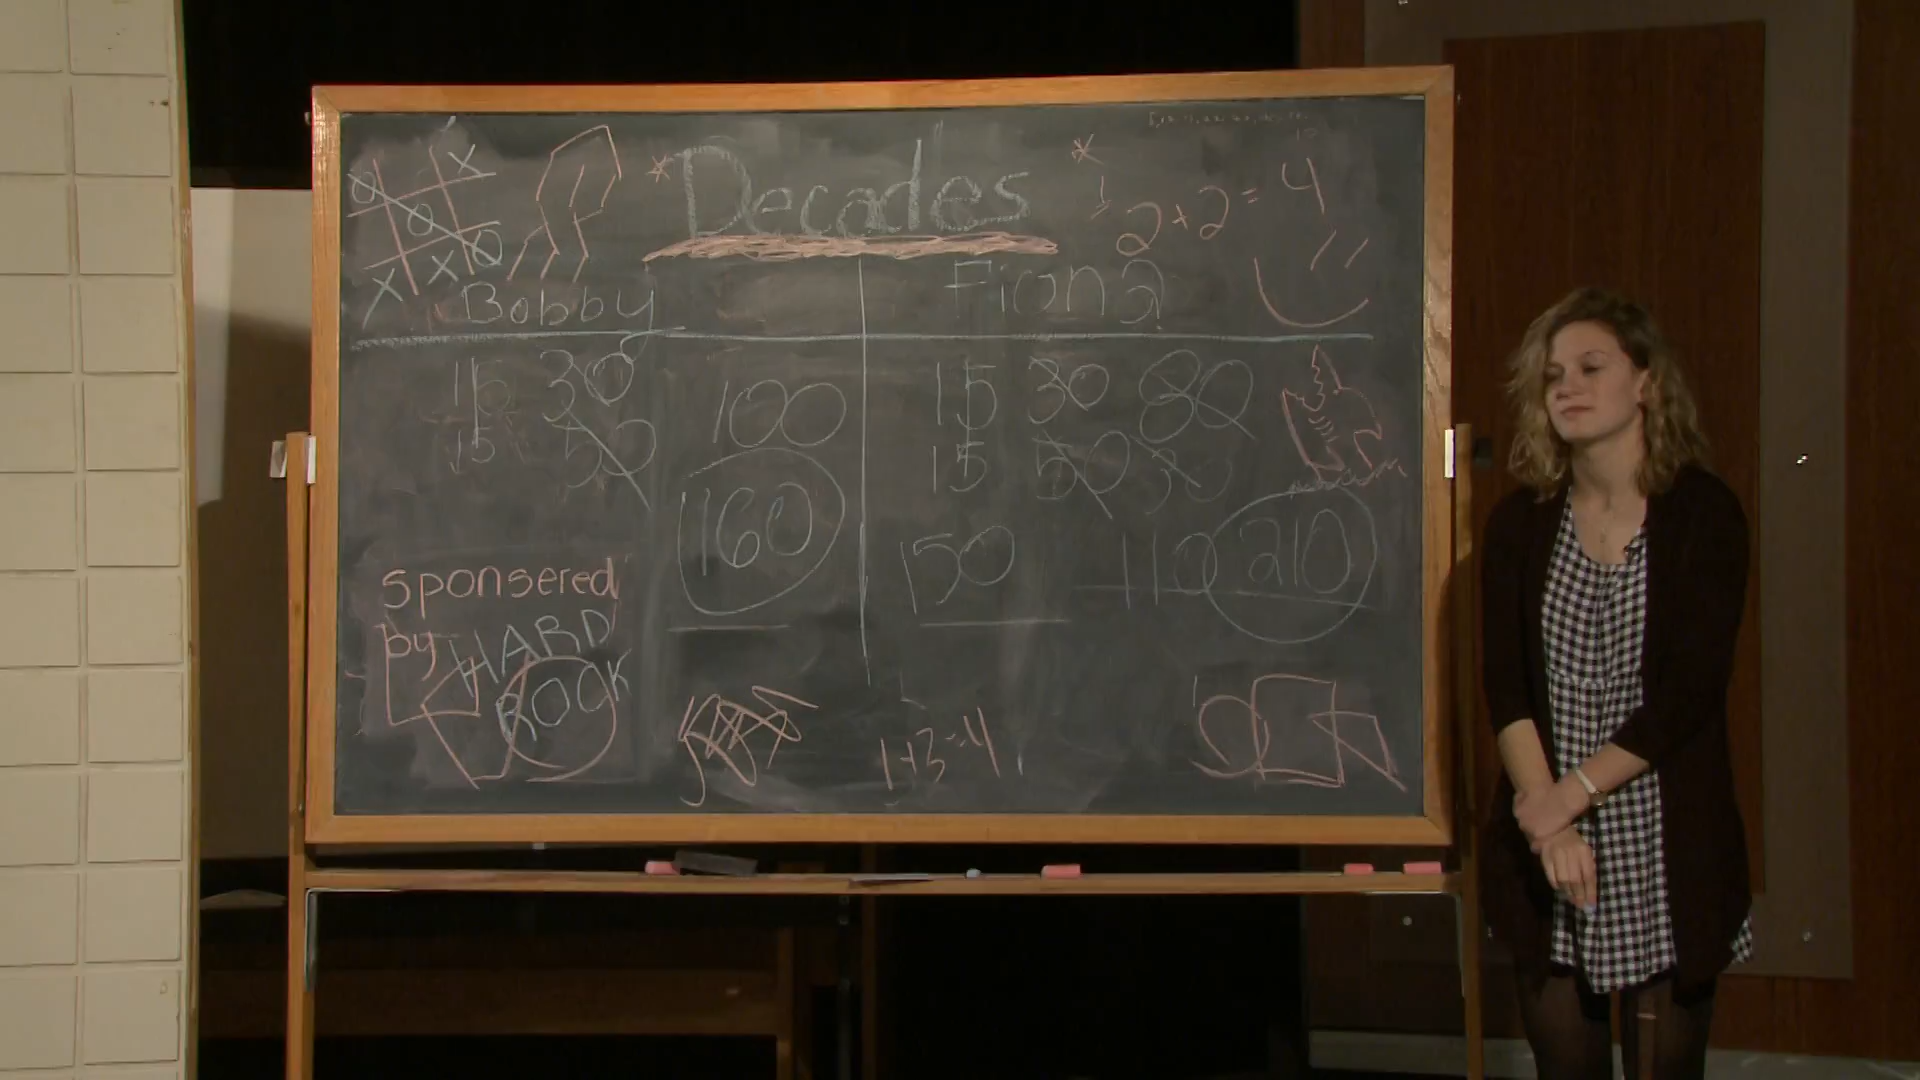 Decades
2+2=4
Bobby
Fiona
15 30
15 50
100
160
15 30 80
15 50 30
150
110 210
sponsered
by HARD
ROCK
1+3=4